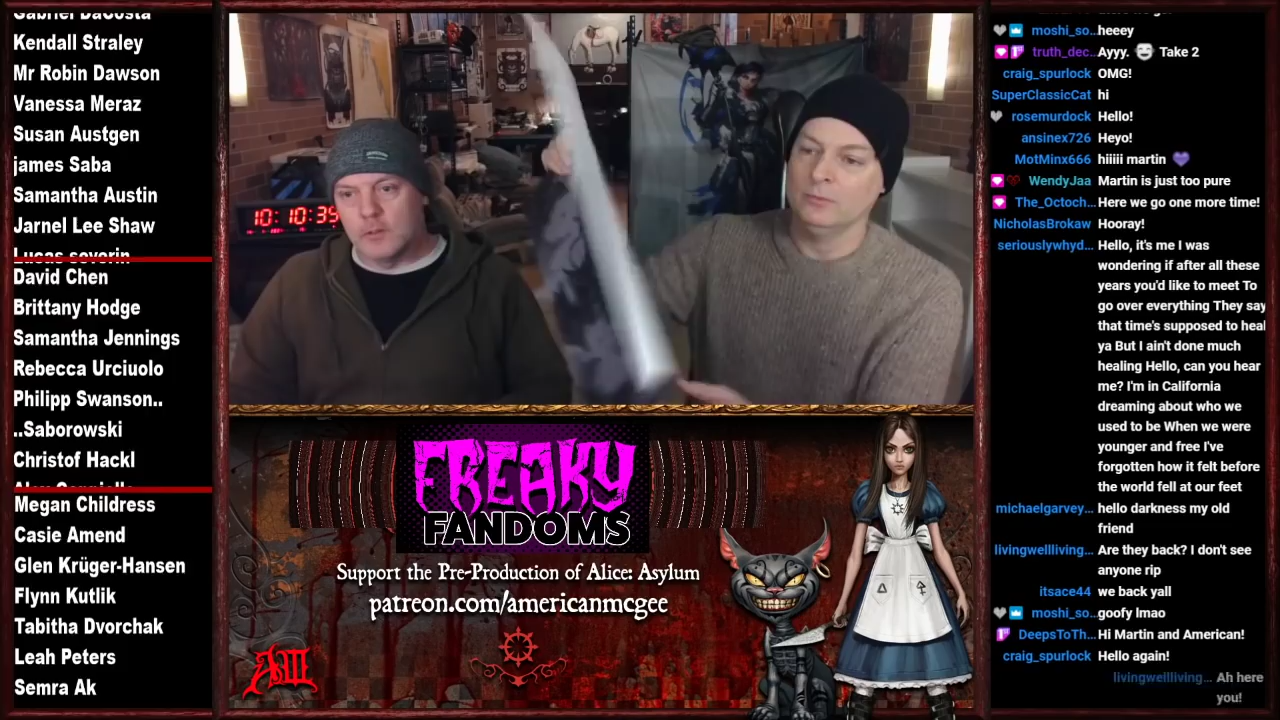 Gabriel DaCosta
Kendall Straley
Mr Robin Dawson
Vanessa Meraz
Susan Austgen
james Saba
Samantha Austin
Jarnel Lee Shaw
Lucas severin
David Chen
Brittany Hodge
Samantha Jennings
Rebecca Urciuolo
Philipp Swanson..
..Saborowski
Christof Hackl
Megan Childress
Casie Amend
Glen Krüger-Hansen
Flynn Kutlik
Tabitha Dvorchak
Leah Peters
Semra Ak
10:10:39
FREAKY
FANDOMS
Support the Pre-Production of Alice: Asylum
patreon.com/americanmcgee
moshi_so... heeey
truth_dec... Ayyy. Take 2
craig_spurlock OMG!
SuperClassicCat hi
rosemurdock Hello!
ansinex726 Heyo!
MotMinx666 hiiiii martin
WendyJaa Martin is just too pure
The_Octoch... Here we go one more time!
NicholasBrokaw Hooray!
seriouslywhyd... Hello, it's me I was
wondering if after all these
years you'd like to meet To
go over everything They say
that time's supposed to heal
ya But I ain't done much
healing Hello, can you hear
me? I'm in California
dreaming about who we
used to be When we were
younger and free I've
forgotten how it felt before
the world fell at our feet
michaelgarvey... hello darkness my old
friend
livingwellliving... Are they back? I don't see
anyone rip
itsace44 we back yall
moshi_so... goofy lmao
DeepsToTh... Hi Martin and American!
craig_spurlock Hello again!
livingwellliving... Ah here
you!